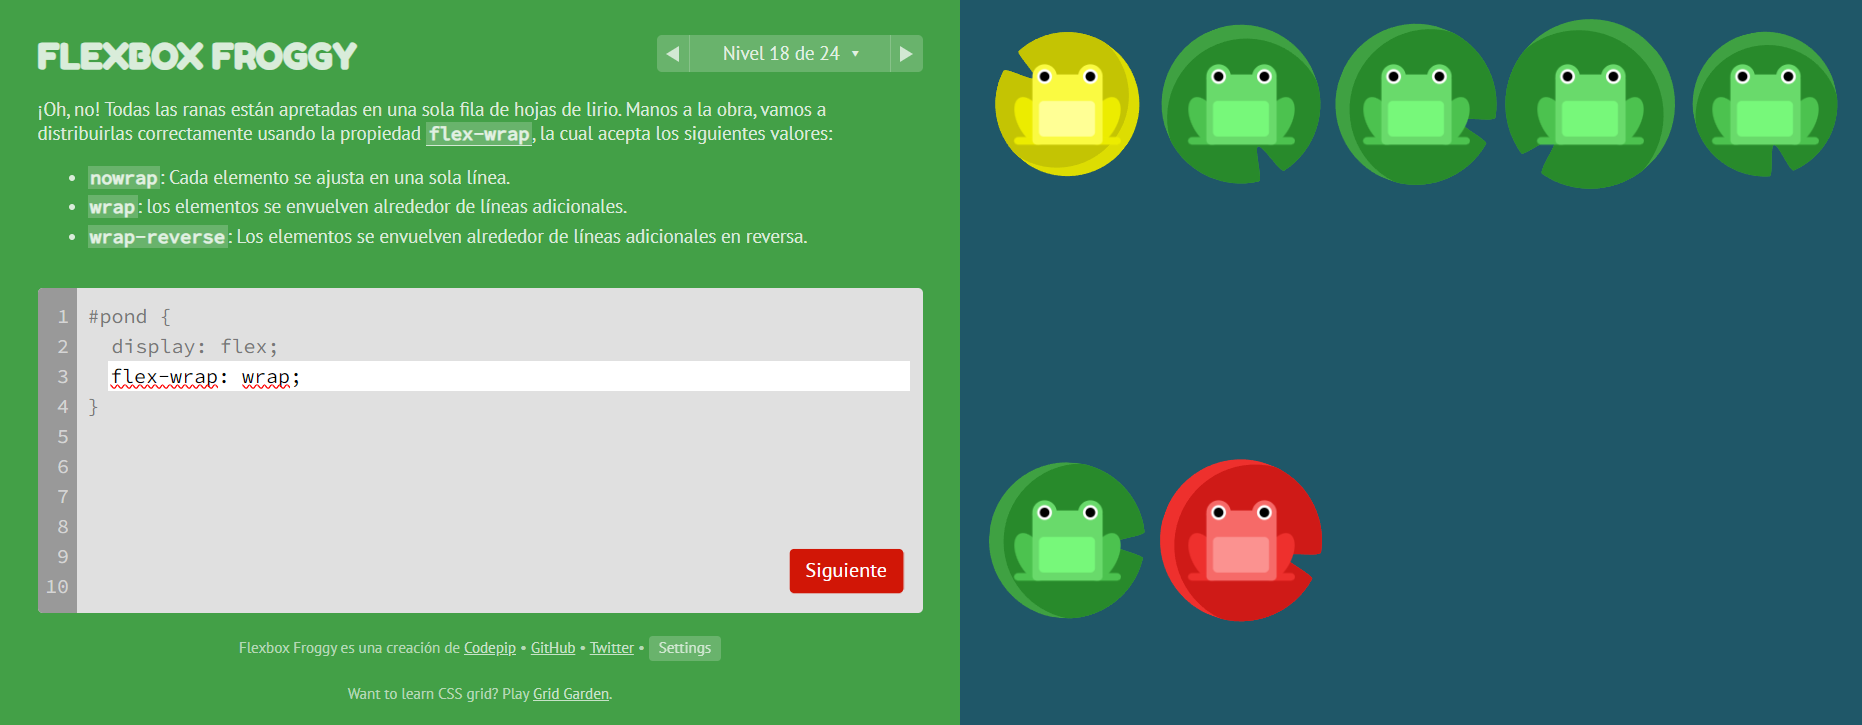 FLEXBOX FROGGY
Nivel 18 de 24
¡Oh, no! Todas las ranas están apretadas en una sola fila de hojas de lirio. Manos a la obra, vamos a
distribuirlas correctamente usando la propiedad flex-wrap, la cual acepta los siguientes valores:
• nowrap: Cada elemento se ajusta en una sola línea.
• wrap: los elementos se envuelven alrededor de líneas adicionales.
• wrap-reverse: Los elementos se envuelven alrededor de líneas adicionales en reversa.
1 #pond {
2 display: flex;
3 flex-wrap: wrap;
4 }
5
6
7
8
9
10
Siguiente
Flexbox Froggy es una creación de Codepip • GitHub • Twitter • Settings
Want to learn CSS grid? Play Grid Garden.